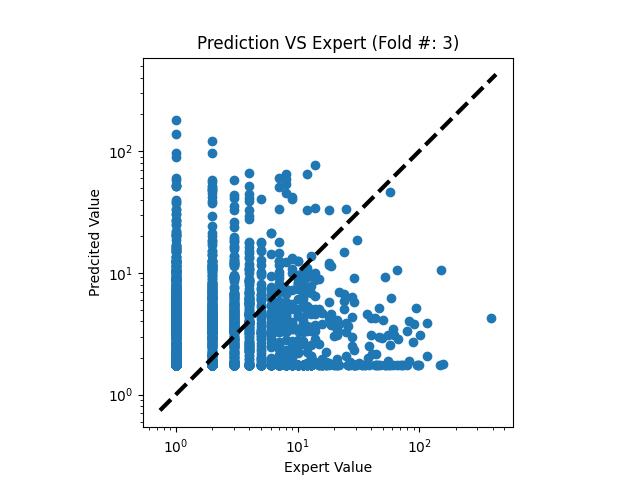 Prediction VS Expert (Fold #: 3)
Predcited Value
10²
10¹
10⁰
10⁰
10¹
10²
Expert Value